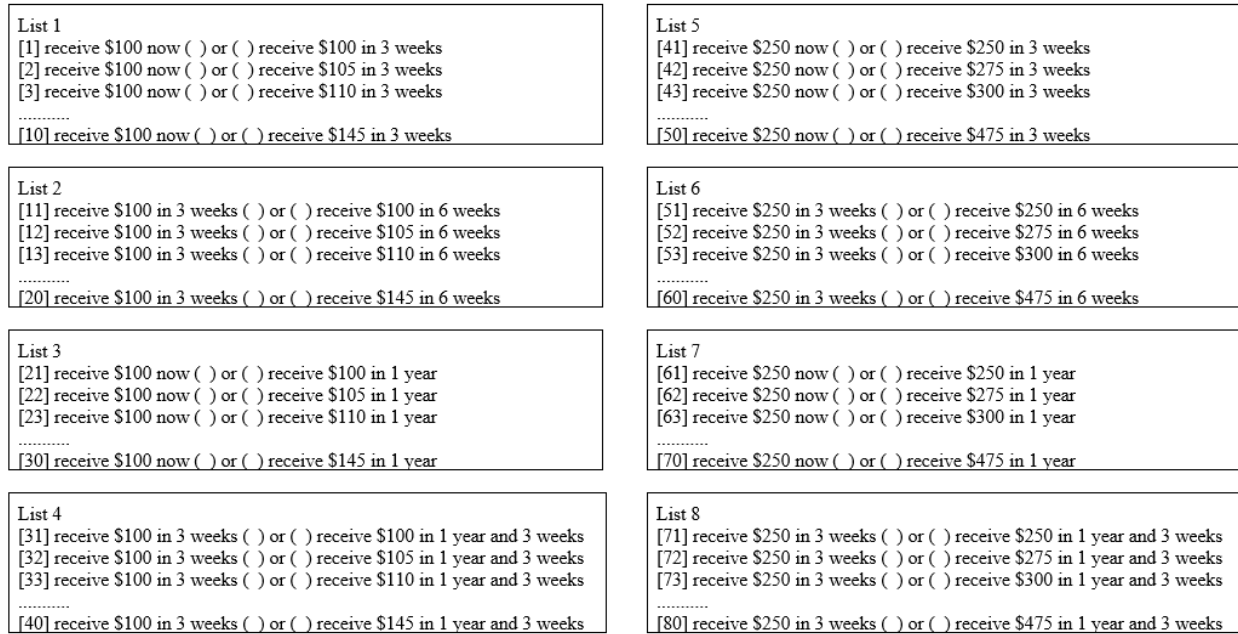 List 1
[1] receive $100 now ( ) or ( ) receive $100 in 3 weeks
[2] receive $100 now ( ) or ( ) receive $105 in 3 weeks
[3] receive $100 now ( ) or ( ) receive $110 in 3 weeks
...........
[10] receive $100 now ( ) or ( ) receive $145 in 3 weeks
List 2
[11] receive $100 in 3 weeks ( ) or ( ) receive $100 in 6 weeks
[12] receive $100 in 3 weeks ( ) or ( ) receive $105 in 6 weeks
[13] receive $100 in 3 weeks ( ) or ( ) receive $110 in 6 weeks
...........
[20] receive $100 in 3 weeks ( ) or ( ) receive $145 in 6 weeks
List 3
[21] receive $100 now ( ) or ( ) receive $100 in 1 year
[22] receive $100 now ( ) or ( ) receive $105 in 1 year
[23] receive $100 now ( ) or ( ) receive $110 in 1 year
...........
[30] receive $100 now ( ) or ( ) receive $145 in 1 year
List 4
[31] receive $100 in 3 weeks ( ) or ( ) receive $100 in 1 year and 3 weeks
[32] receive $100 in 3 weeks ( ) or ( ) receive $105 in 1 year and 3 weeks
[33] receive $100 in 3 weeks ( ) or ( ) receive $110 in 1 year and 3 weeks
...........
[40] receive $100 in 3 weeks ( ) or ( ) receive $145 in 1 year and 3 weeks
List 5
[41] receive $250 now ( ) or ( ) receive $250 in 3 weeks
[42] receive $250 now ( ) or ( ) receive $275 in 3 weeks
[43] receive $250 now ( ) or ( ) receive $300 in 3 weeks
...........
[50] receive $250 now ( ) or ( ) receive $475 in 3 weeks
List 6
[51] receive $250 in 3 weeks ( ) or ( ) receive $250 in 6 weeks
[52] receive $250 in 3 weeks ( ) or ( ) receive $275 in 6 weeks
[53] receive $250 in 3 weeks ( ) or ( ) receive $300 in 6 weeks
...........
[60] receive $250 in 3 weeks ( ) or ( ) receive $475 in 6 weeks
List 7
[61] receive $250 now ( ) or ( ) receive $250 in 1 year
[62] receive $250 now ( ) or ( ) receive $275 in 1 year
[63] receive $250 now ( ) or ( ) receive $300 in 1 year
...........
[70] receive $250 now ( ) or ( ) receive $475 in 1 year
List 8
[71] receive $250 in 3 weeks ( ) or ( ) receive $250 in 1 year and 3 weeks
[72] receive $250 in 3 weeks ( ) or ( ) receive $275 in 1 year and 3 weeks
[73] receive $250 in 3 weeks ( ) or ( ) receive $300 in 1 year and 3 weeks
...........
[80] receive $250 in 3 weeks ( ) or ( ) receive $475 in 1 year and 3 weeks